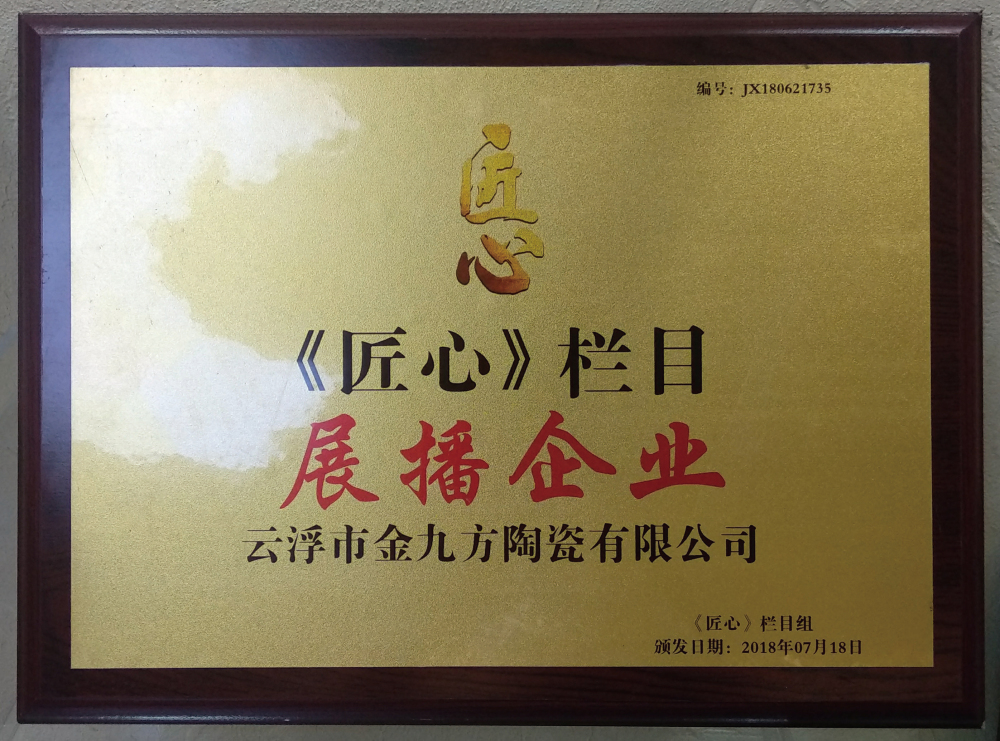 编号：JX180621735
匠
心
《匠心》栏目
展播企业
云浮市金九方陶瓷有限公司
《匠心》栏目组
颁发日期：2018年07月18日